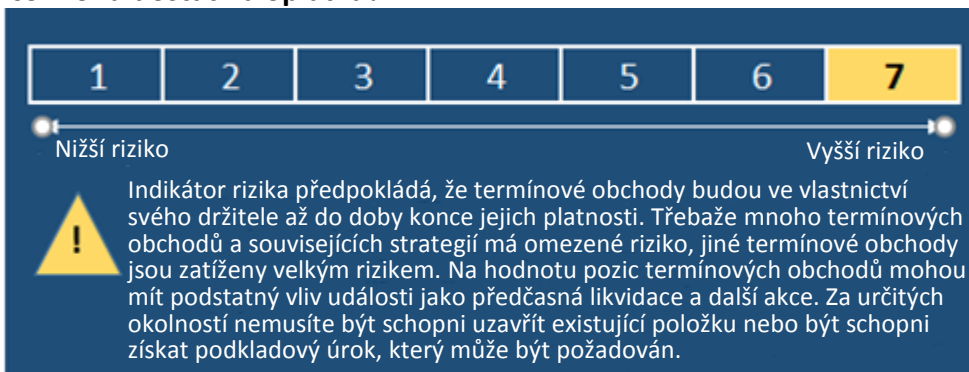 1 2 3 4 5 6 7
Nižší riziko Vyšší riziko
Indikátor rizika předpokládá, že termínové obchody budou ve vlastnictví
svého držitele až do doby konce jejich platnosti. Třebaže mnoho termínových
obchodů a souvisejících strategií má omezené riziko, jiné termínové obchody
jsou zatíženy velkým rizikem. Na hodnotu pozic termínových obchodů mohou
mít podstatný vliv události jako předčasná likvidace a další akce. Za určitých
okolností nemusíte být schopni uzavřít existující položku nebo být schopni
získat podkladový úrok, který může být požadován.
!